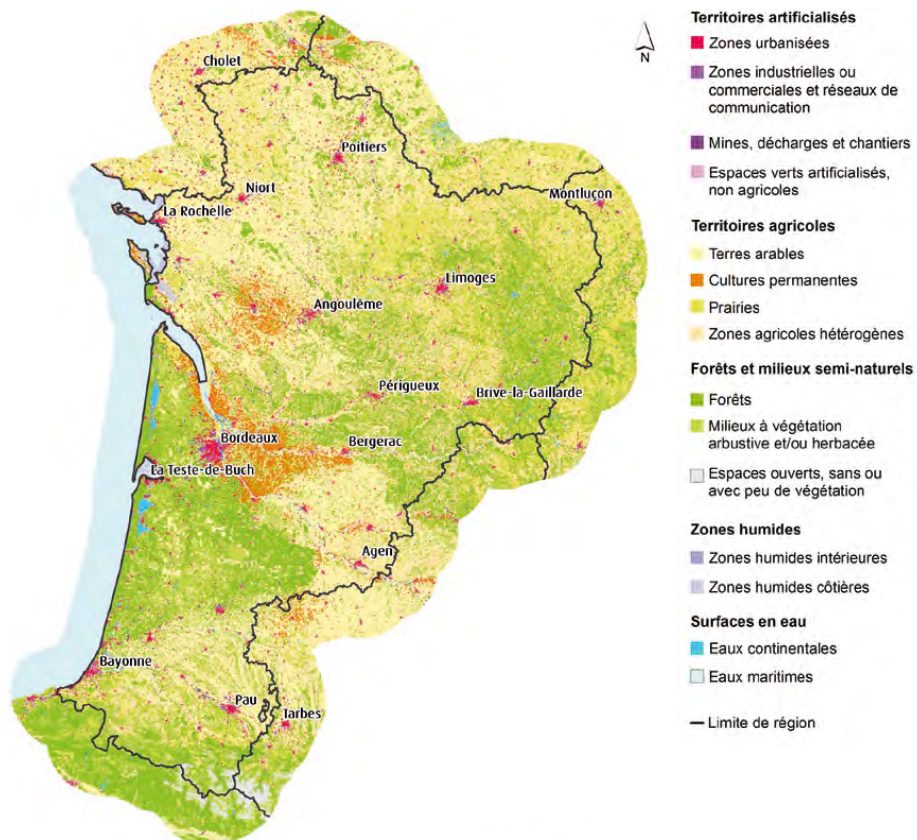 Cholet
Poitiers
Niort
La Rochelle
Montluçon
Limoges
Angoulême
Périgueux
Brive-la-Gaillarde
Bordeaux
Bergerac
La Teste-de-Buch
Agen
Bayonne
Pau
Tarbes
N
Territoires artificialisés
Zones urbanisées
Zones industrielles ou
commerciales et réseaux de
communication
Mines, décharges et chantiers
Espaces verts artificialisés,
non agricoles
Territoires agricoles
Terres arables
Cultures permanentes
Prairies
Zones agricoles hétérogènes
Forêts et milieux semi-naturels
Forêts
Milieux à végétation
arbustive et/ou herbacée
Espaces ouverts, sans ou
avec peu de végétation
Zones humides
Zones humides intérieures
Zones humides côtières
Surfaces en eau
Eaux continentales
Eaux maritimes
Limite de région